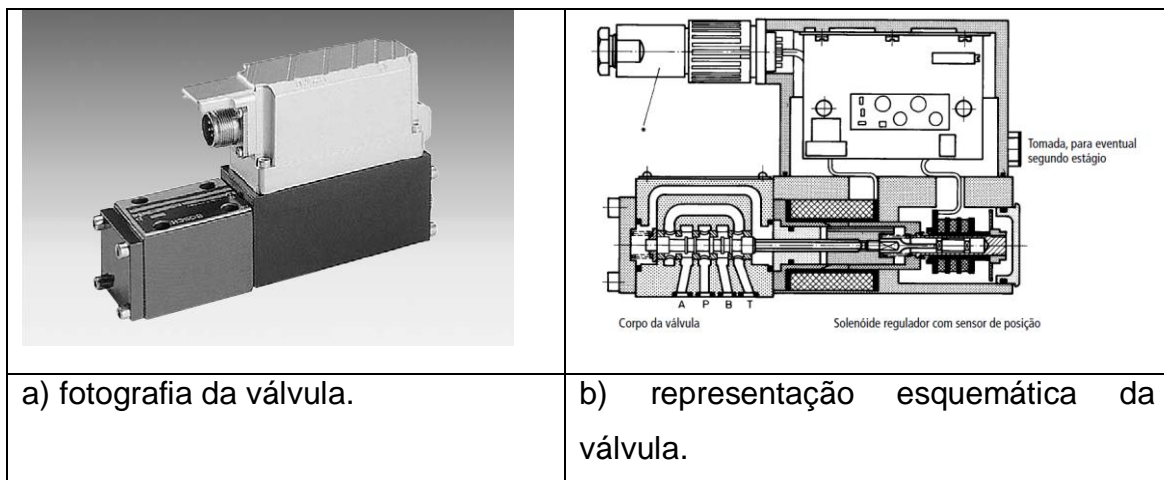 BOSCH
Tomada, para eventual
segundo estágio
A P B T
Corpo da válvula
Solenóide regulador com sensor de posição
a) fotografia da válvula.
b) representação esquemática da
válvula.